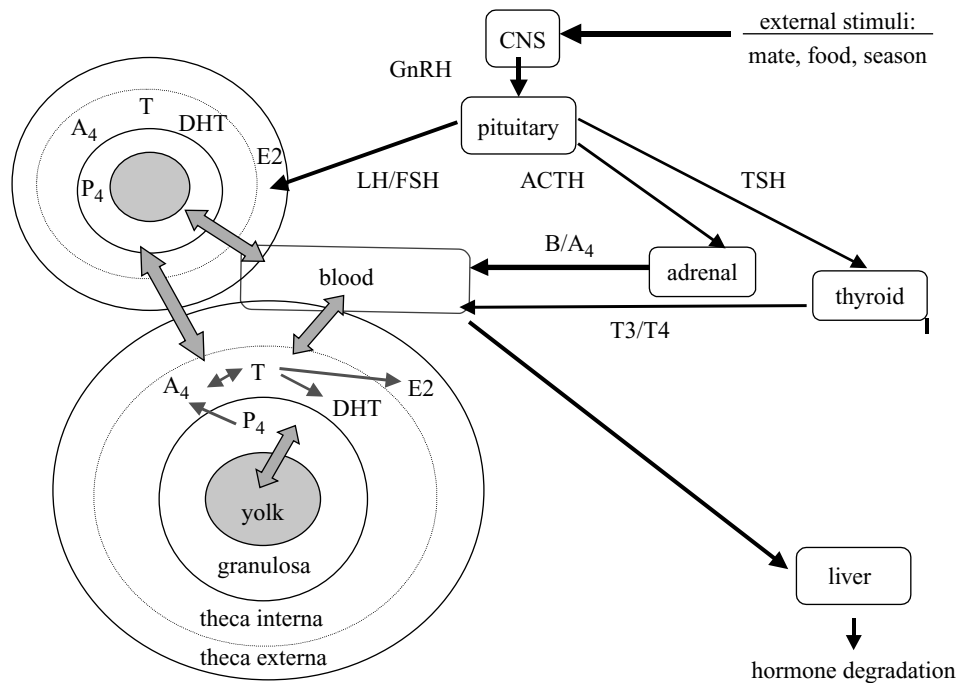 external stimuli:
mate, food, season
CNS
GnRH
pituitary
LH/FSH
ACTH
TSH
T
A4
DHT
E2
P4
B/A4
adrenal
thyroid
blood
T3/T4
A4
T
E2
DHT
P4
yolk
granulosa
theca interna
theca externa
liver
hormone degradation